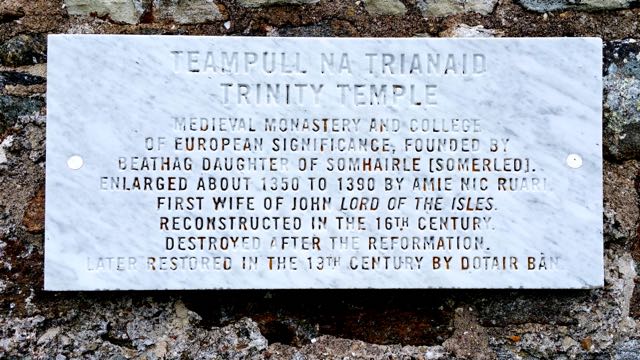 TEAMPULL NA TRIANAID
TRINITY TEMPLE
MEDIEVAL MONASTERY AND COLLEGE
OF EUROPEAN SIGNIFICANCE, FOUNDED BY
BEATHAG DAUGHTER OF SOMHAIRLE [SOMERLED].
ENLARGED ABOUT 1350 TO 1390 BY AMIE NIC RUARI.
FIRST WIFE OF JOHN LORD OF THE ISLES.
RECONSTRUCTED IN THE 16TH CENTURY.
DESTROYED AFTER THE REFORMATION.
LATER RESTORED IN THE 19TH CENTURY BY DOTAIR BÀN